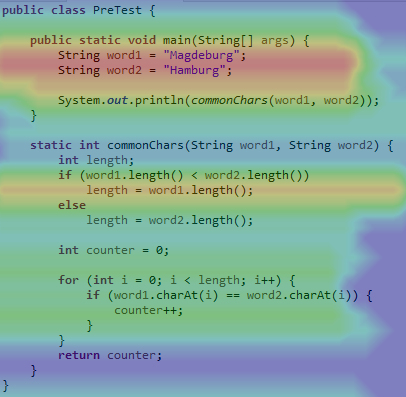 public class PreTest {
public static void main(String[] args) {
String word1 = "Magdeburg";
String word2 = "Hamburg";
System.out.println(commonChars(word1, word2));
}
static int commonChars(String word1, String word2) {
int length;
if (word1.length() < word2.length())
length = word1.length();
else
length = word2.length();
int counter = 0;
for (int i = 0; i < length; i++) {
if (word1.charAt(i) == word2.charAt(i)) {
counter++;
}
}
return counter;
}
}